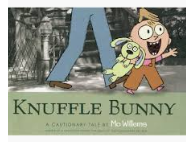 KNUFFLE BUNNY
A CAUTIONARY TALE BY Mo Willems